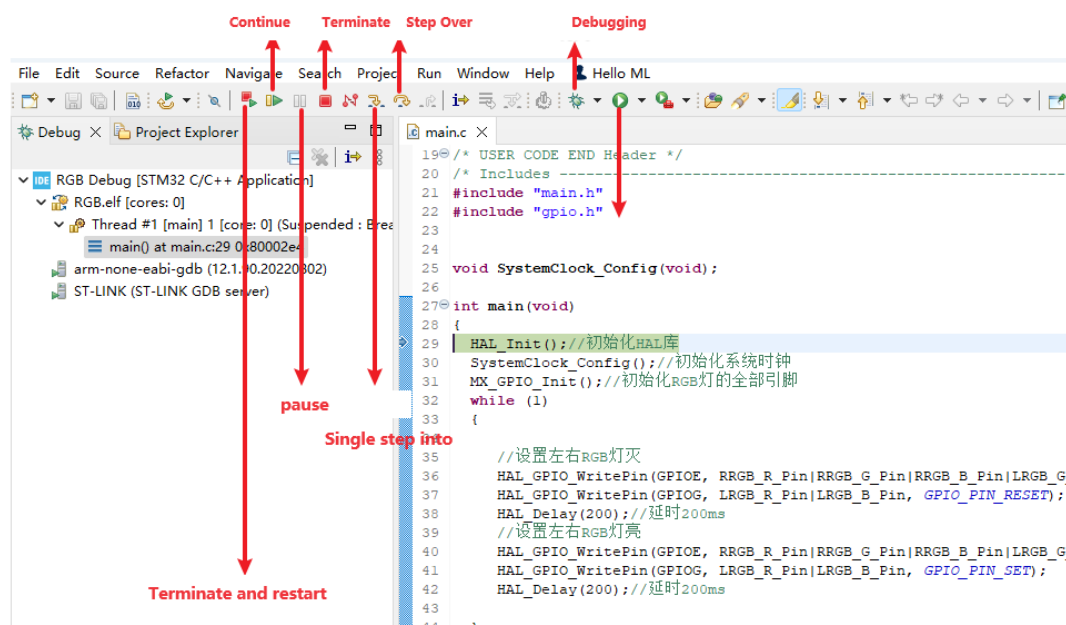 Continue Terminate Step Over Debugging
File Edit Source Refactor Navigate Search Project Run Window Help Hello ML
Debug Project Explorer
main.c
RGB Debug [STM32 C/C++ Application]
RGB.elf [cores: 0]
Thread #1 [main] 1 [core: 0] (Suspended : Brea
main() at main.c:29 0x80002e4
arm-none-eabi-gdb (12.1.90.20220802)
ST-LINK (ST-LINK GDB server)
pause
Single step into
Terminate and restart
19 /* USER CODE END Header */
20 /* Includes ------------------------------------------------------------------
21 #include "main.h"
22 #include "gpio.h"
23
24
25 void SystemClock_Config(void);
26
27 int main(void)
28 {
29 HAL_Init();//初始化HAL库
30 SystemClock_Config();//初始化系统时钟
31 MX_GPIO_Init();//初始化RGB灯的全部引脚
32 while (1)
33 {
35 //设置左右RGB灯灭
36 HAL_GPIO_WritePin(GPIOE, RRGB_R_Pin|RRGB_G_Pin|RRGB_B_Pin|LRGB_G_
37 HAL_GPIO_WritePin(GPIOG, LRGB_R_Pin|LRGB_B_Pin, GPIO_PIN_RESET);
38 HAL_Delay(200);//延时200ms
39 //设置左右RGB灯亮
40 HAL_GPIO_WritePin(GPIOE, RRGB_R_Pin|RRGB_G_Pin|RRGB_B_Pin|LRGB_G_
41 HAL_GPIO_WritePin(GPIOG, LRGB_R_Pin|LRGB_B_Pin, GPIO_PIN_SET);
42 HAL_Delay(200);//延时200ms
43